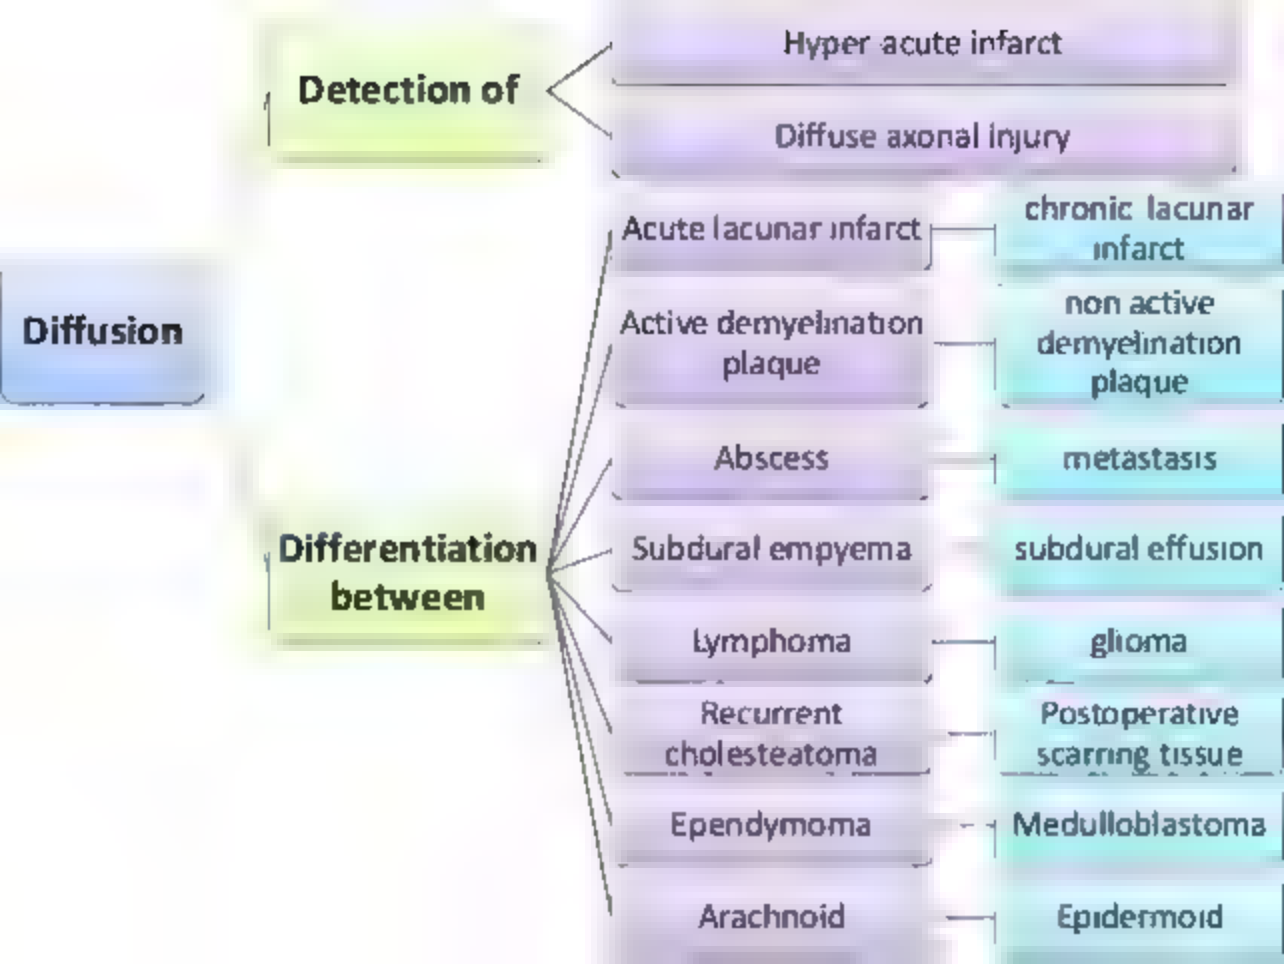 Detection of
Hyper acute infarct
Diffuse axonal injury
Diffusion
Differentiation
between
Acute lacunar infarct
chronic lacunar
infarct
Active demyelination
plaque
non active
demyelination
plaque
Abscess
metastasis
Subdural empyema
subdural effusion
Lymphoma
glioma
Recurrent
cholesteatoma
Postoperative
scarring tissue
Ependymoma
Medulloblastoma
Arachnoid
Epidermoid